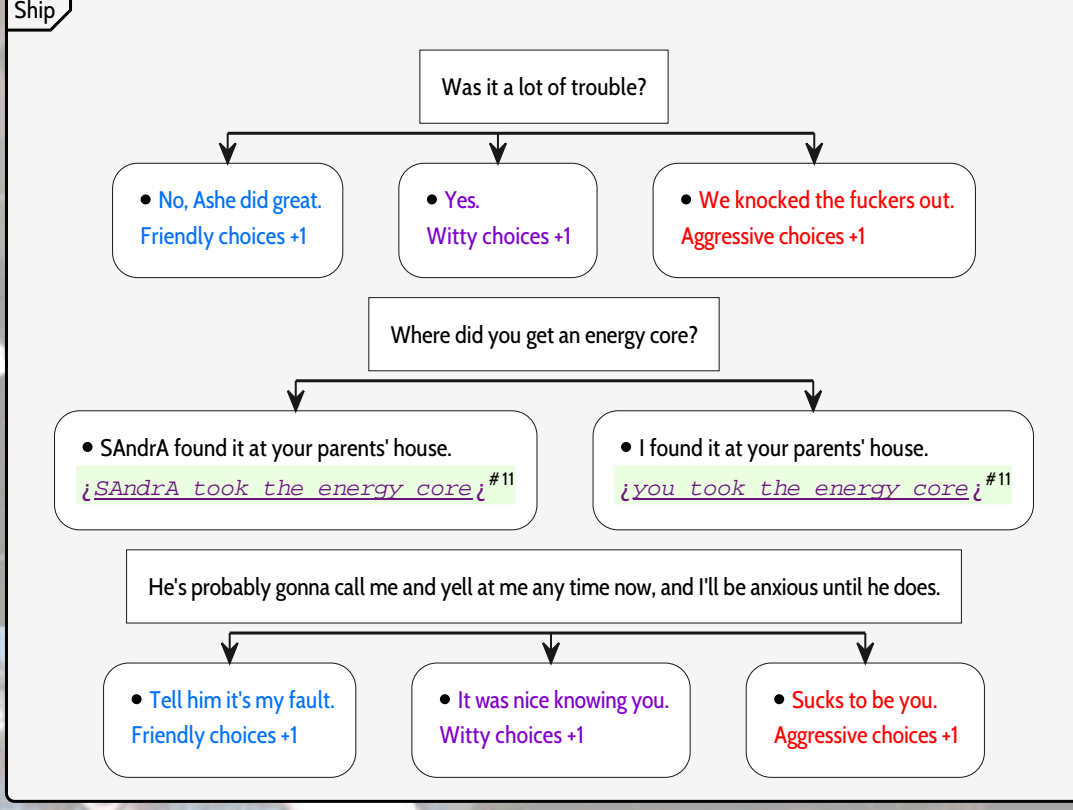 Ship
Was it a lot of trouble?
• No, Ashe did great.
Friendly choices +1
• Yes.
Witty choices +1
• We knocked the fuckers out.
Aggressive choices +1
Where did you get an energy core?
• SAndrA found it at your parents' house.
¿SAndrA took the energy core¿ #11
• I found it at your parents' house.
¿you took the energy core¿ #11
He's probably gonna call me and yell at me any time now, and I'll be anxious until he does.
• Tell him it's my fault.
Friendly choices +1
• It was nice knowing you.
Witty choices +1
• Sucks to be you.
Aggressive choices +1